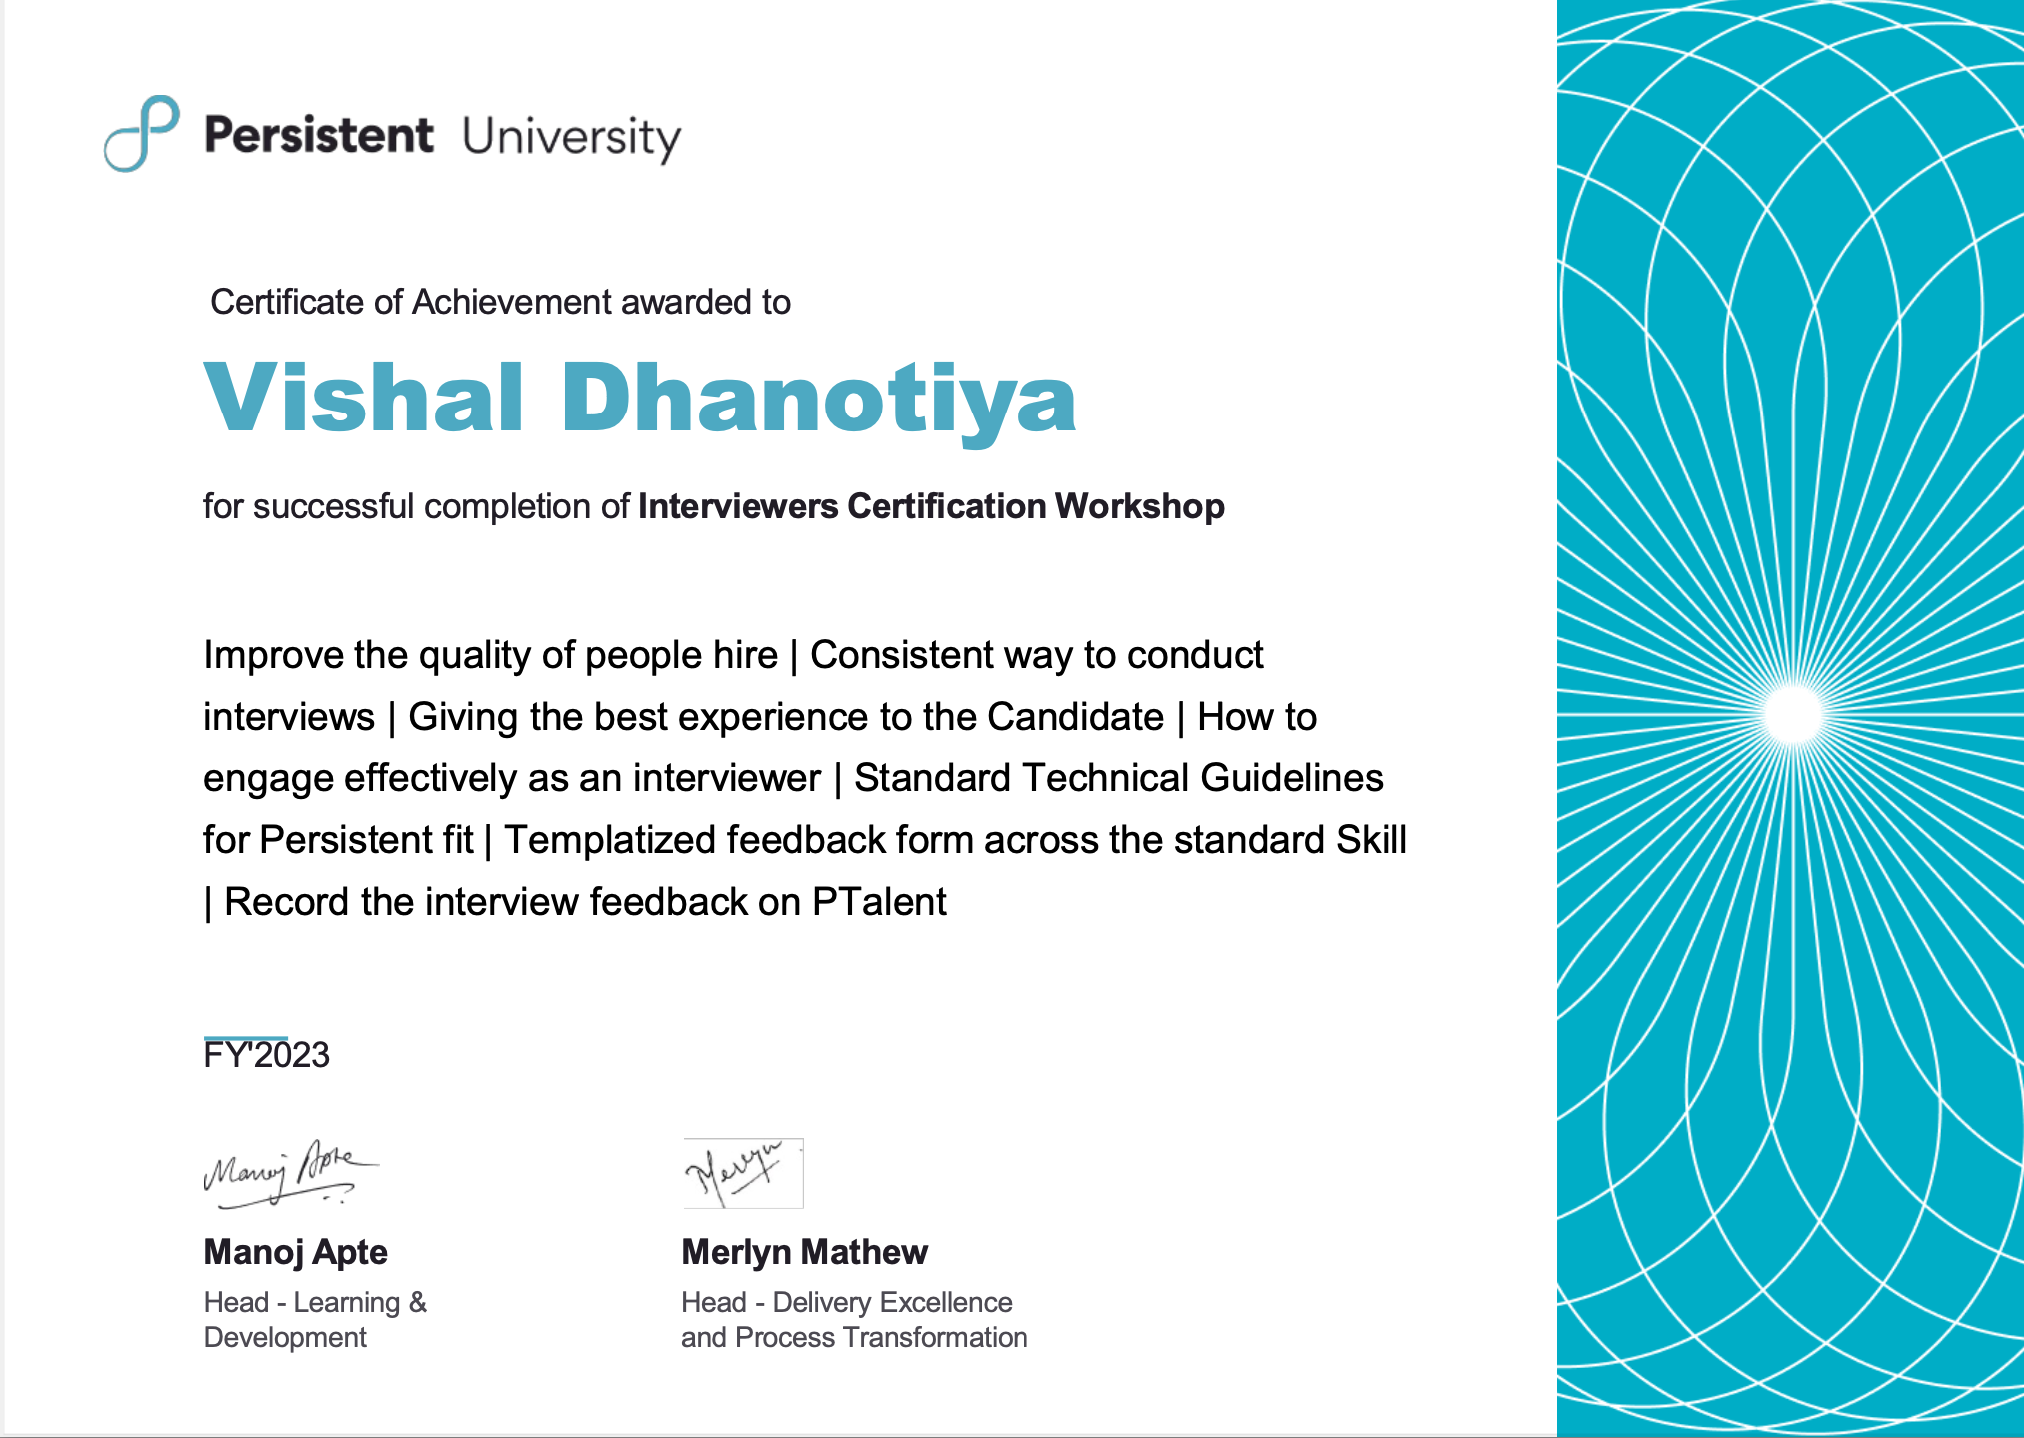 Persistent University
Certificate of Achievement awarded to
Vishal Dhanotiya
for successful completion of Interviewers Certification Workshop
Improve the quality of people hire | Consistent way to conduct
interviews | Giving the best experience to the Candidate | How to
engage effectively as an interviewer | Standard Technical Guidelines
for Persistent fit | Templatized feedback form across the standard Skill
| Record the interview feedback on PTalent
FY'2023
Manoj Apte
Merlyn
Manoj Apte
Merlyn Mathew
Head - Learning &
Development
Head - Delivery Excellence
and Process Transformation